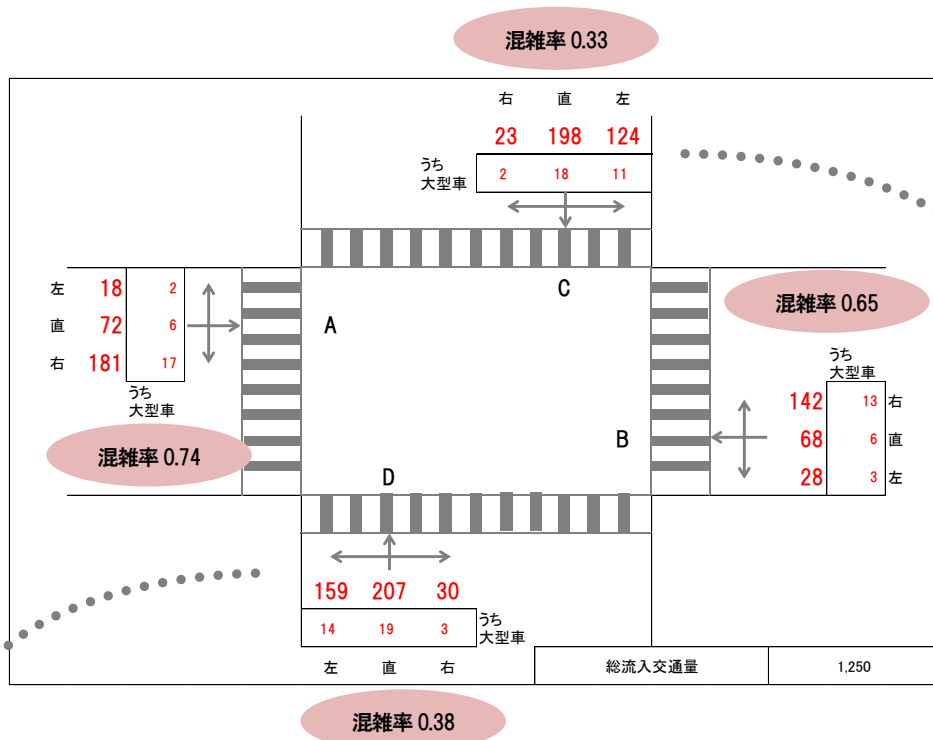 混雑率 0.33
右 直 左
23 198 124
うち
大型車
2 18 11
C
左 18 2
直 72 6
右 181 17
うち
大型車
A
混雑率 0.74
混雑率 0.65
うち
大型車
142 13 右
68 6 直
28 3 左
B
D
159 207 30
14 19 3
うち
大型車
左 直 右
総流入交通量 1,250
混雑率 0.38